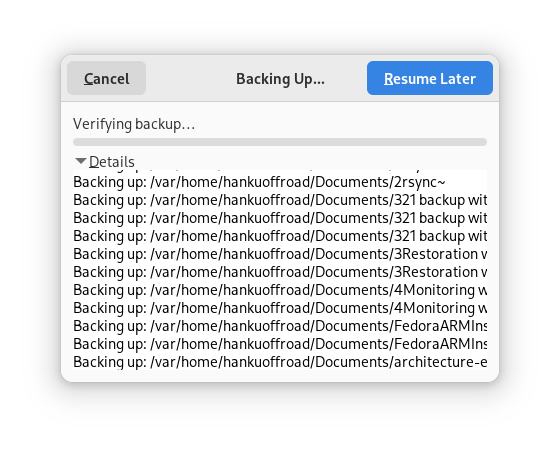 Cancel
Backing Up...
Resume Later
Verifying backup...
Details
Backing up: /var/home/hankuoffroad/Documents/2rsync~
Backing up: /var/home/hankuoffroad/Documents/321 backup wit
Backing up: /var/home/hankuoffroad/Documents/321 backup wit
Backing up: /var/home/hankuoffroad/Documents/321 backup wit
Backing up: /var/home/hankuoffroad/Documents/3Restoration w
Backing up: /var/home/hankuoffroad/Documents/3Restoration w
Backing up: /var/home/hankuoffroad/Documents/4Monitoring w
Backing up: /var/home/hankuoffroad/Documents/4Monitoring w
Backing up: /var/home/hankuoffroad/Documents/FedoraARMIns
Backing up: /var/home/hankuoffroad/Documents/FedoraARMIns
Backing up: /var/home/hankuoffroad/Documents/architecture-e